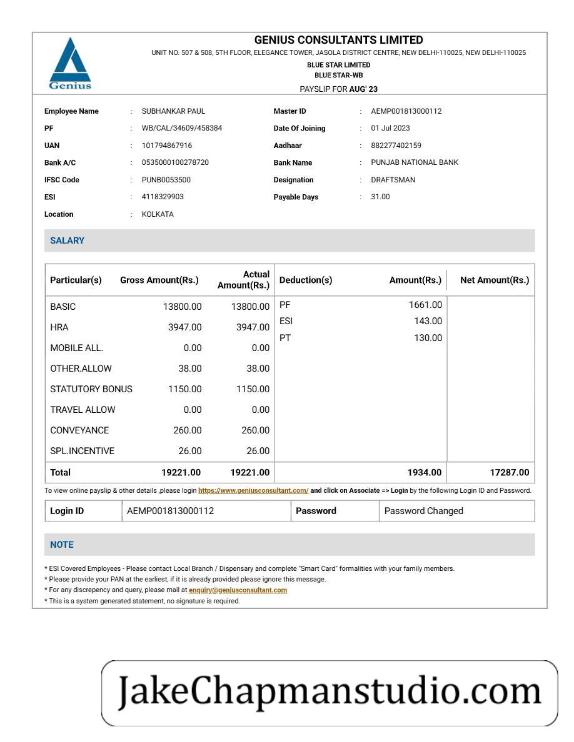 GENIUS CONSULTANTS LIMITED
UNIT NO. 507 & 508, 5TH FLOOR, ELEGANCE TOWER, JASOLA DISTRICT CENTRE, NEW DELHI-110025, NEW DELHI-110025
BLUE STAR LIMITED
BLUE STAR-WB
Genius
PAYSLIP FOR AUG' 23
Employee Name : SUBHANKAR PAUL Master ID : AEMP001813000112
PF : WB/CAL/34609/458384 Date Of Joining : 01 Jul 2023
UAN : 101794867916 Aadhaar : 882277402159
Bank A/C : 0535000100278720 Bank Name : PUNJAB NATIONAL BANK
IFSC Code : PUNB0053500 Designation : DRAFTSMAN
ESI : 4118329903 Payable Days : 31.00
Location : KOLKATA
SALARY
Particular(s) Gross Amount(Rs.) Actual Amount(Rs.) Deduction(s) Amount(Rs.) Net Amount(Rs.)
BASIC 13800.00 13800.00 PF 1661.00
HRA 3947.00 3947.00 ESI 143.00
MOBILE ALL. 0.00 0.00 PT 130.00
OTHER.ALLOW 38.00 38.00
STATUTORY BONUS 1150.00 1150.00
TRAVEL ALLOW 0.00 0.00
CONVEYANCE 260.00 260.00
SPL.INCENTIVE 26.00 26.00
Total 19221.00 19221.00 1934.00 17287.00
To view online payslip & other details ,please login https://www.geniusconsultant.com/ and click on Associate => Login by the following Login ID and Password.
Login ID AEMP001813000112 Password Password Changed
NOTE
* ESI Covered Employees - Please contact Local Branch / Dispensary and complete "Smart Card" formalities with your family members.
* Please provide your PAN at the earliest, if it is already provided please ignore this message.
* For any discrepency and query, please mail at enquiry@geniusconsultant.com
* This is a system generated statement, no signature is required.
JakeChapmanstudio.com